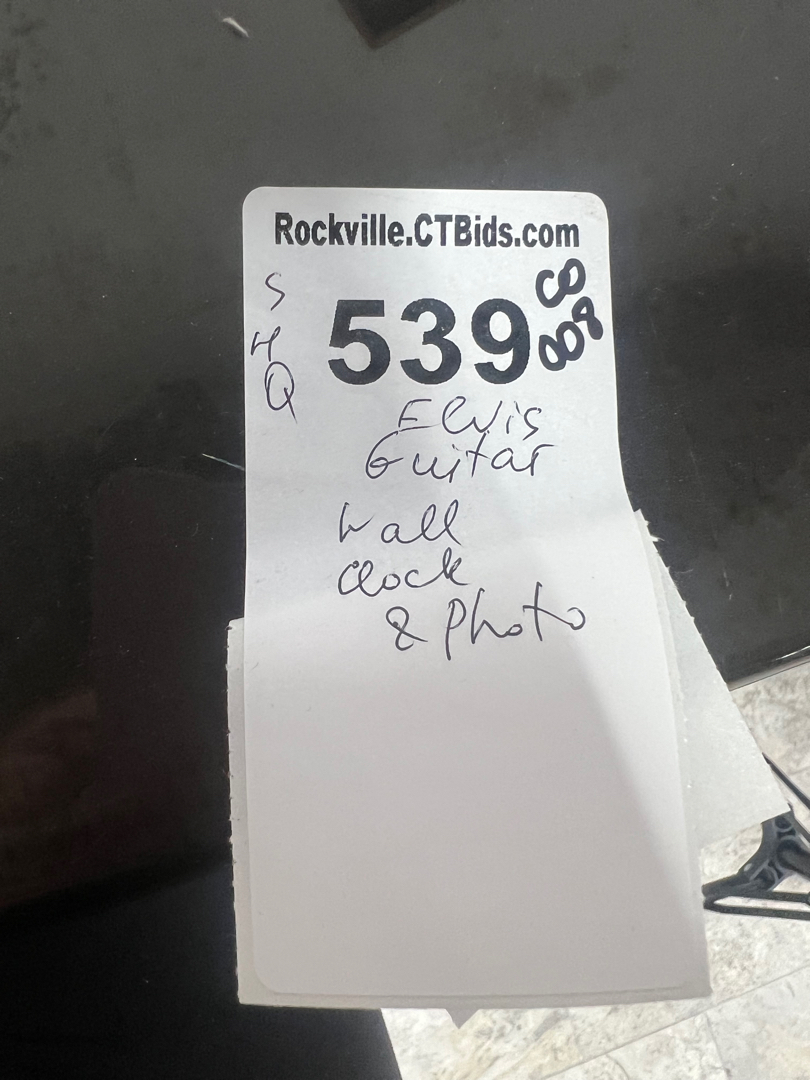 Rockville.CTBids.com
S
H
Q
539
CO
008
Elvis
Guitar
Wall
Clock
& Photo